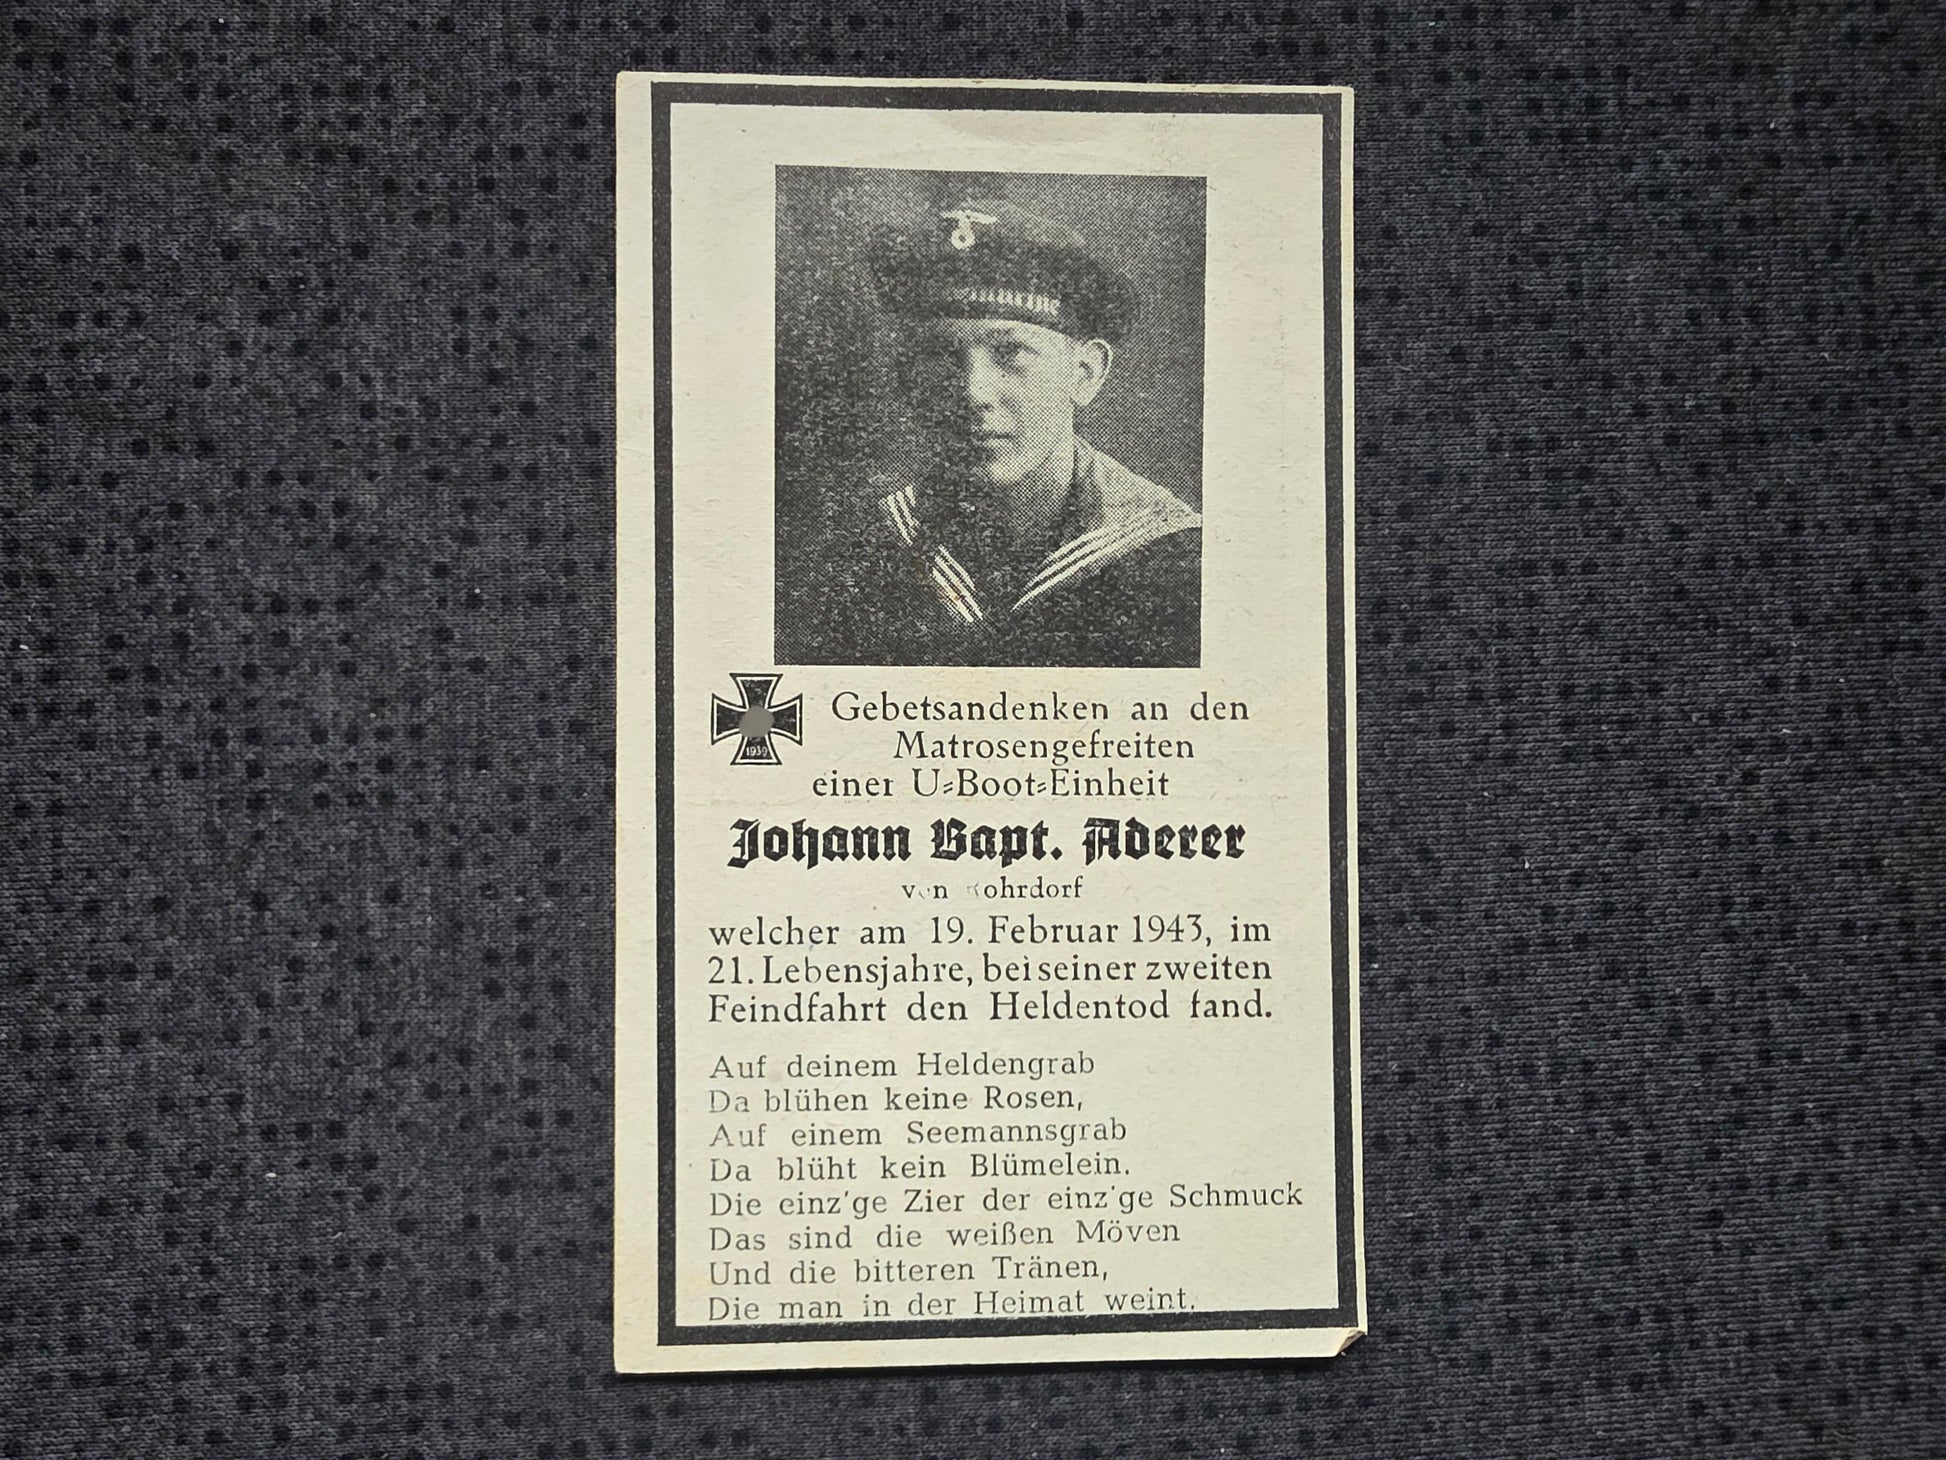 1939
Gebetsandenken an den
Matrosengefreiten
einer U=Boot=Einheit
Johann Bapt. Aderer
von
welcher am 19. Februar 1943, im
21. Lebensjahre, bei seiner zweiten
Feindfahrt den Heldentod fand.
Auf deinem Heldengrab
Da blühen keine Rosen,
Auf einem Seemannsgrab
Da blüht kein Blümelein.
Die einz'ge Zier der einz'ge Schmuck
Das sind die weißen Möven
Und die bitteren Tränen,
Die man in der Heimat weint.